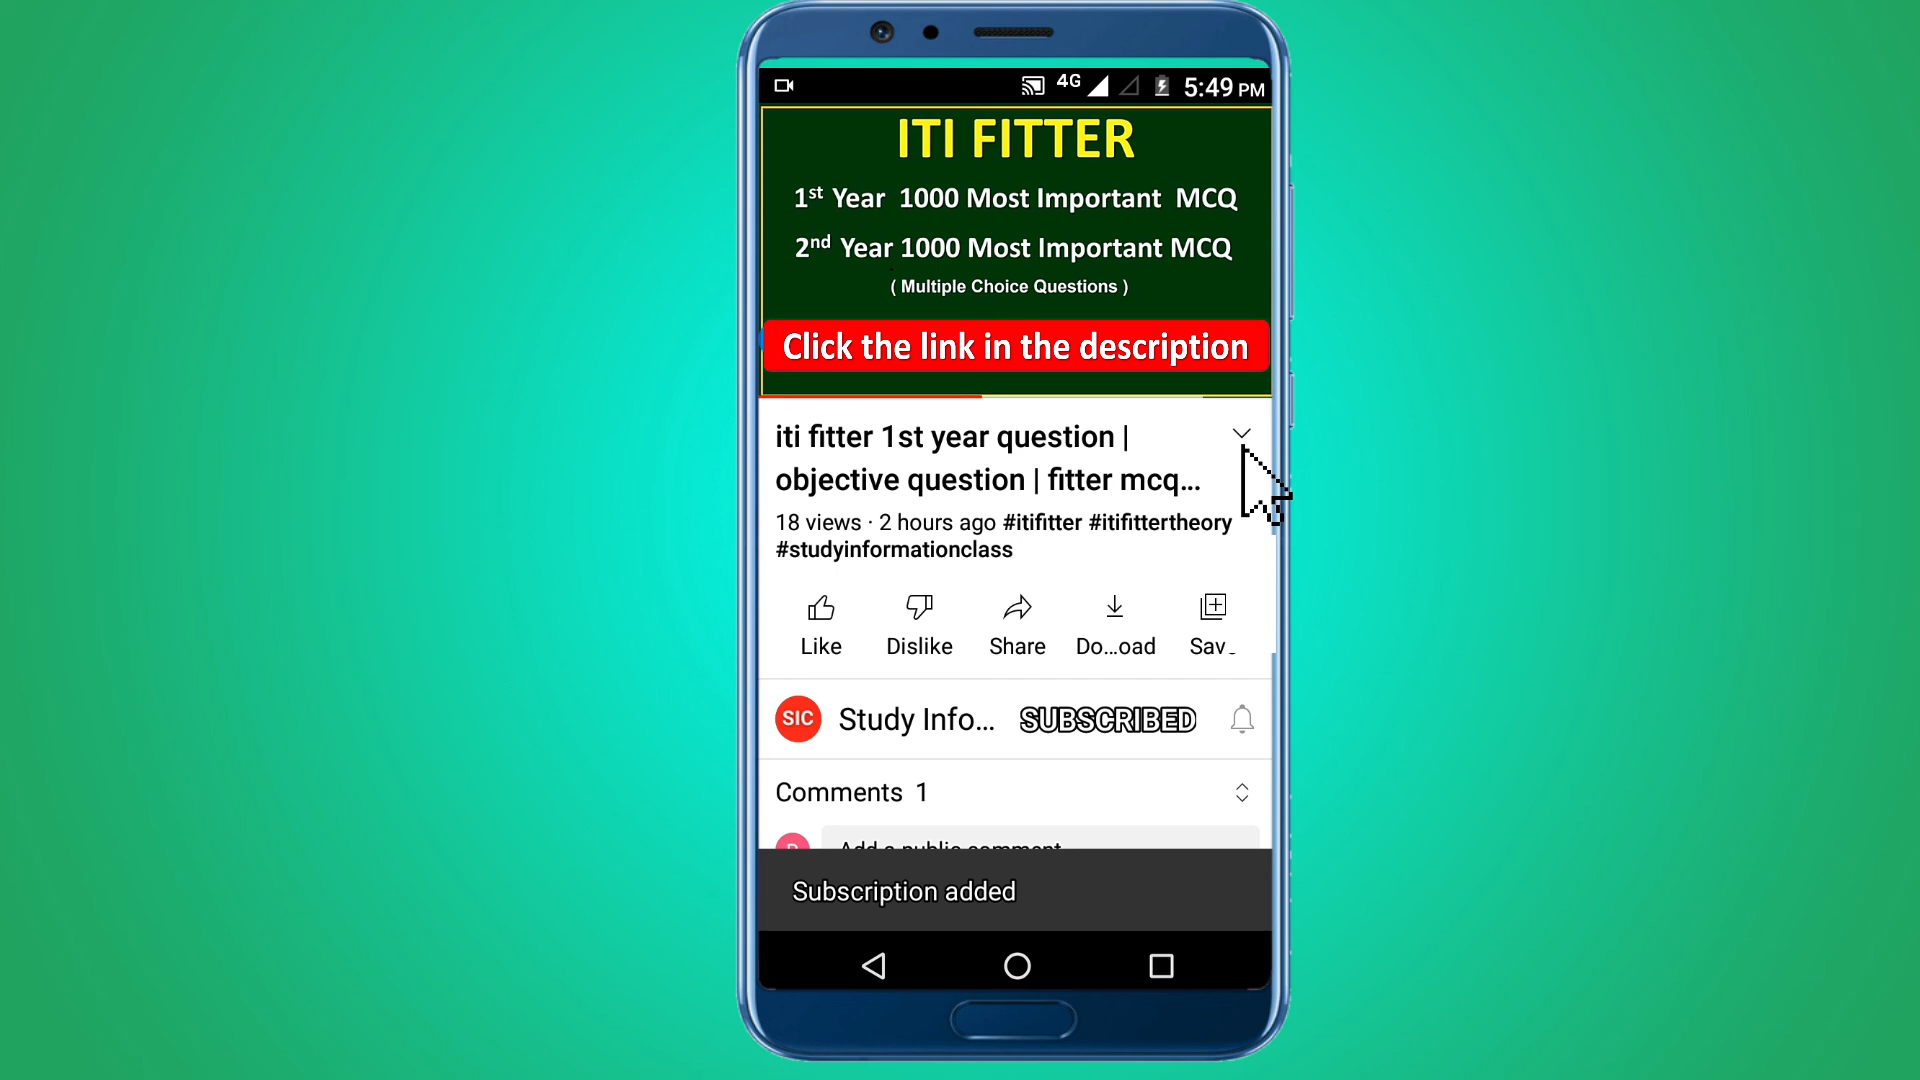 4G 5:49 PM
ITI FITTER
1st Year 1000 Most Important MCQ
2nd Year 1000 Most Important MCQ
( Multiple Choice Questions )
Click the link in the description
iti fitter 1st year question |
objective question | fitter mcq...
18 views · 2 hours ago #itifitter #itifittertheory
#studyinformationclass
Like Dislike Share Do...oad Sav
SIC Study Info... SUBSCRIBED
Comments 1
Add a public comment
Subscription added